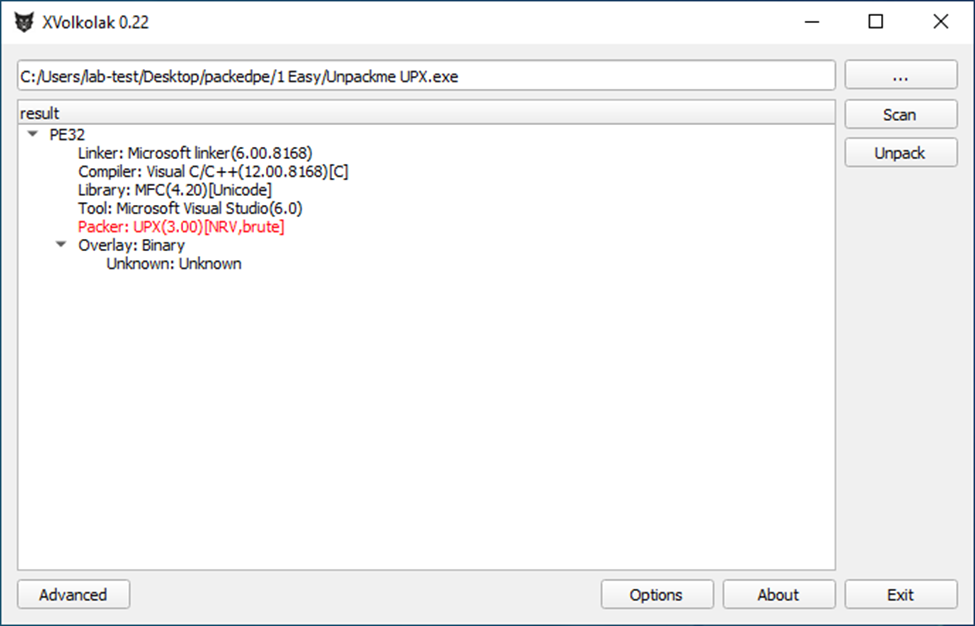 XVolkolak 0.22
C:/Users/lab-test/Desktop/packedpe/1 Easy/Unpackme UPX.exe
...
result
Scan
PE32
Linker: Microsoft linker(6.00.8168)
Unpack
Compiler: Visual C/C++(12.00.8168)[C]
Library: MFC(4.20)[Unicode]
Tool: Microsoft Visual Studio(6.0)
Packer: UPX(3.00)[NRV,brute]
Overlay: Binary
Unknown: Unknown
Advanced
Options
About
Exit